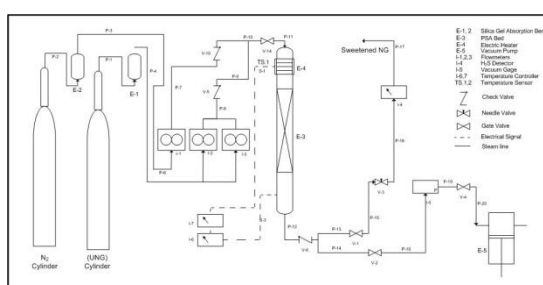 P-3
P-10
P-11
P-2
P-1
V-14
E-2
E-1
P-4
P-7
P-9
P-8
TS.1
E-4
E-3
I-1
I-2
I-3
I-7
I-6
P-12
P-13
P-14
V-1
V-2
P-15
V-3
P-16
I-4
P-17
Sweetened NG
I-5
P-19
V-4
P-20
E-5
N2
Cylinder
(UNG)
Cylinder
E-1, 2 Silica Gel Absorption Bed
E-3 PSA Bed
E-4 Electric Heater
E-5 Vacuum Pump
I-1,2,3 Flowmeters
I-4 H2S Detector
I-5 Vacuum Gage
I-6,7 Temperature Controller
TS.1,2 Temperature Sensor
Check Valve
Needle Valve
Gate Valve
Electrical Signal
Steam line